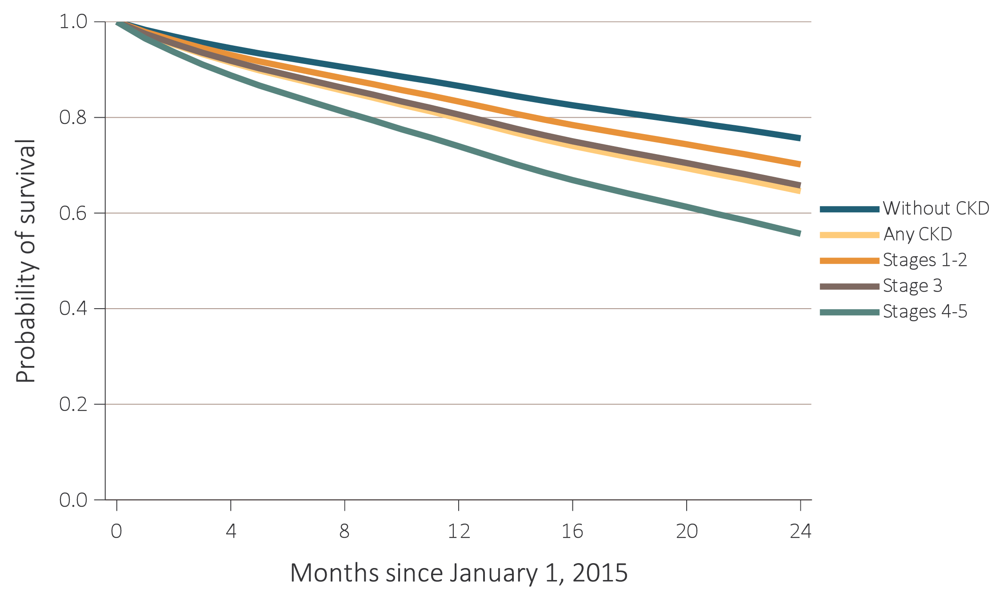 1.0
0.8
0.6
0.4
0.2
0.0
Probability of survival
0 4 8 12 16 20 24
Months since January 1, 2015
Without CKD
Any CKD
Stages 1-2
Stage 3
Stages 4-5